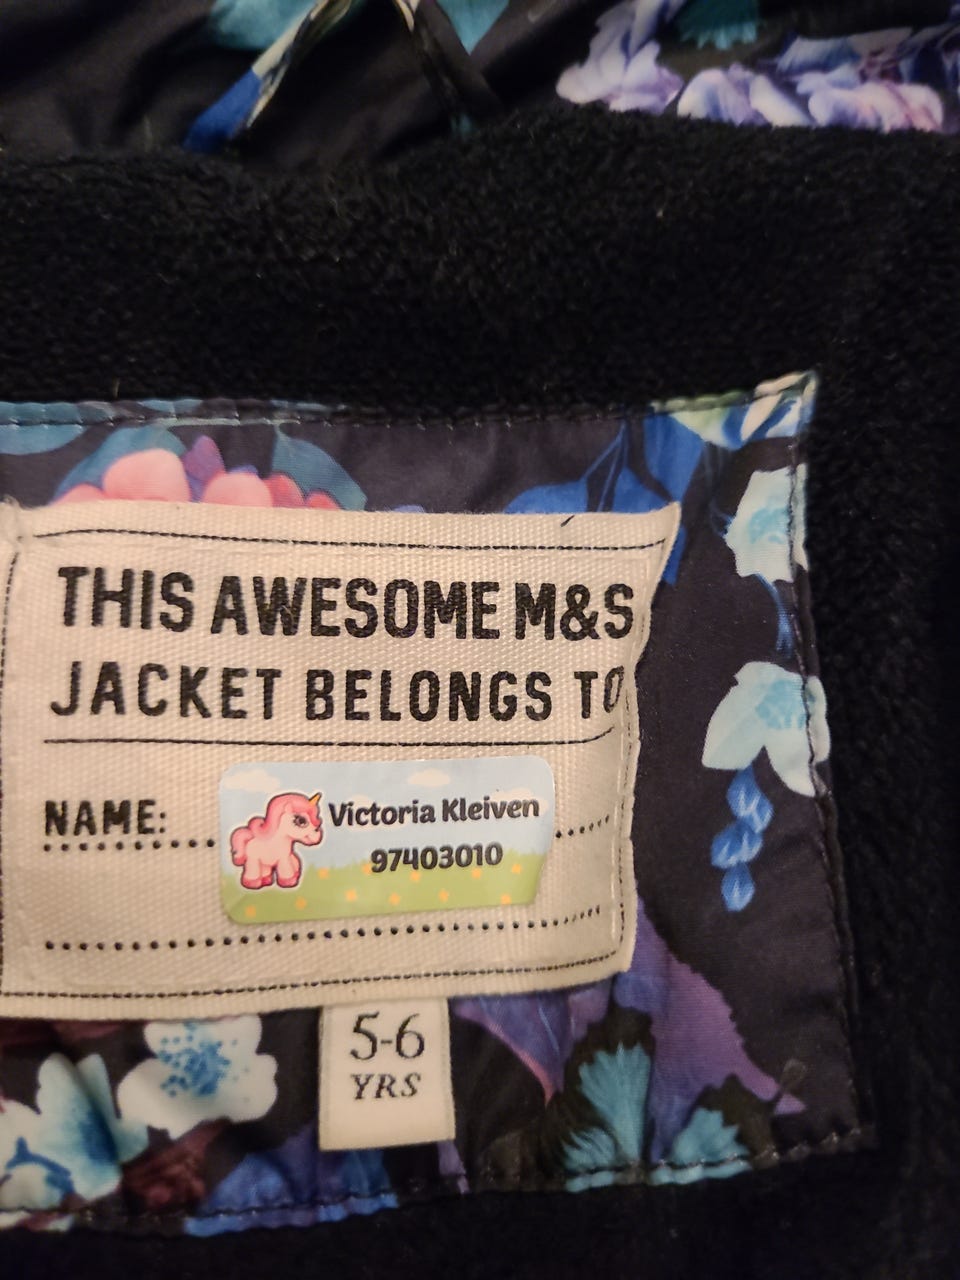 THIS AWESOME M&S
JACKET BELONGS TO
NAME:
Victoria Kleiven
97403010
5-6
YRS